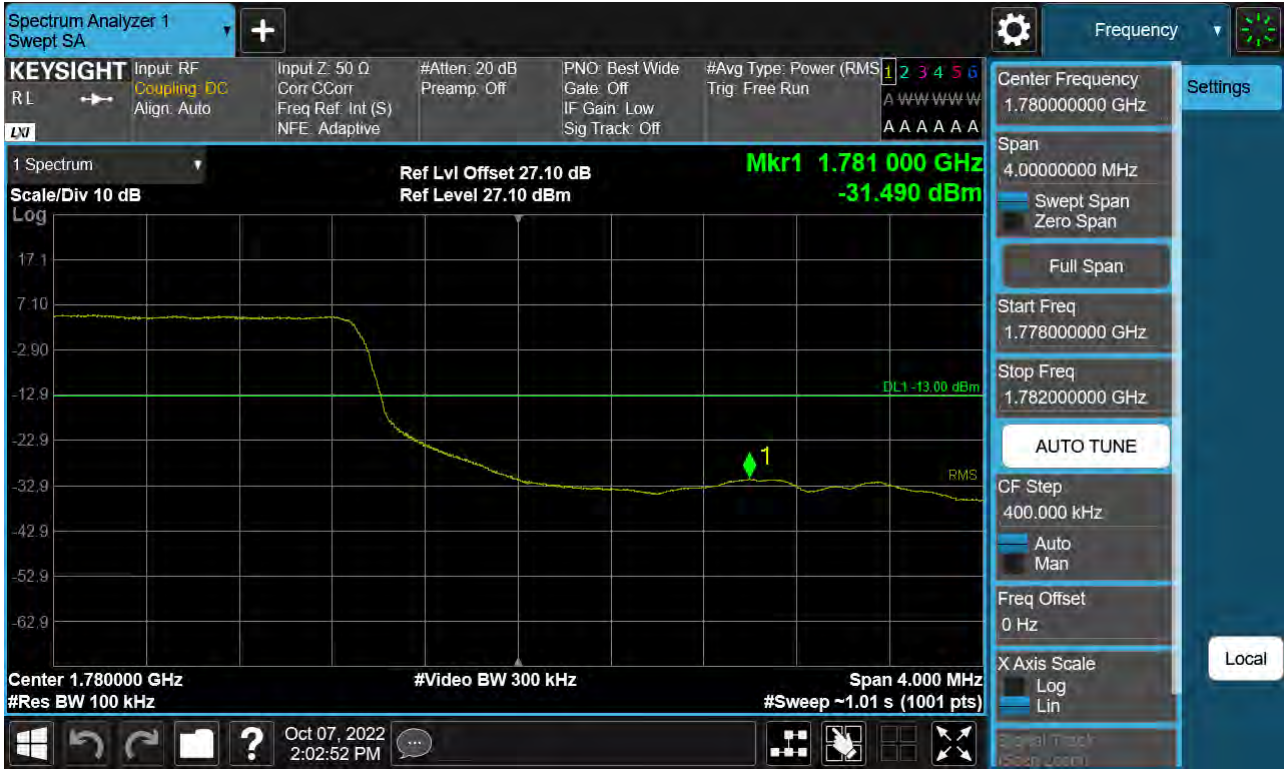 Spectrum Analyzer 1
Swept SA
Frequency
KEYSIGHT
R L
LXI
Input: RF
Coupling: DC
Align: Auto
Input Z: 50 Ω
Corr CCorr
Freq Ref: Int (S)
NFE: Adaptive
#Atten: 20 dB
Preamp: Off
PNO: Best Wide
Gate: Off
IF Gain: Low
Sig Track: Off
#Avg Type: Power (RMS
Trig: Free Run
1 2 3 4 5 6
A W W W W W
A A A A A A
1 Spectrum
Scale/Div 10 dB
Ref Lvl Offset 27.10 dB
Ref Level 27.10 dBm
Mkr1 1.781 000 GHz
-31.490 dBm
Log
17.1
7.10
-2.90
DL1 -13.00 dBm
-12.9
-22.9
1
RMS
-32.9
-42.9
-52.9
-62.9
Center 1.780000 GHz
#Video BW 300 kHz
Span 4.000 MHz
#Res BW 100 kHz
#Sweep ~1.01 s (1001 pts)
Center Frequency
1.780000000 GHz
Span
4.00000000 MHz
Swept Span
Zero Span
Full Span
Start Freq
1.778000000 GHz
Stop Freq
1.782000000 GHz
AUTO TUNE
CF Step
400.000 kHz
Auto
Man
Freq Offset
0 Hz
X Axis Scale
Log
Lin
Signal Track
(Span Zoom)
Settings
Local
?
Oct 07, 2022
2:02:52 PM